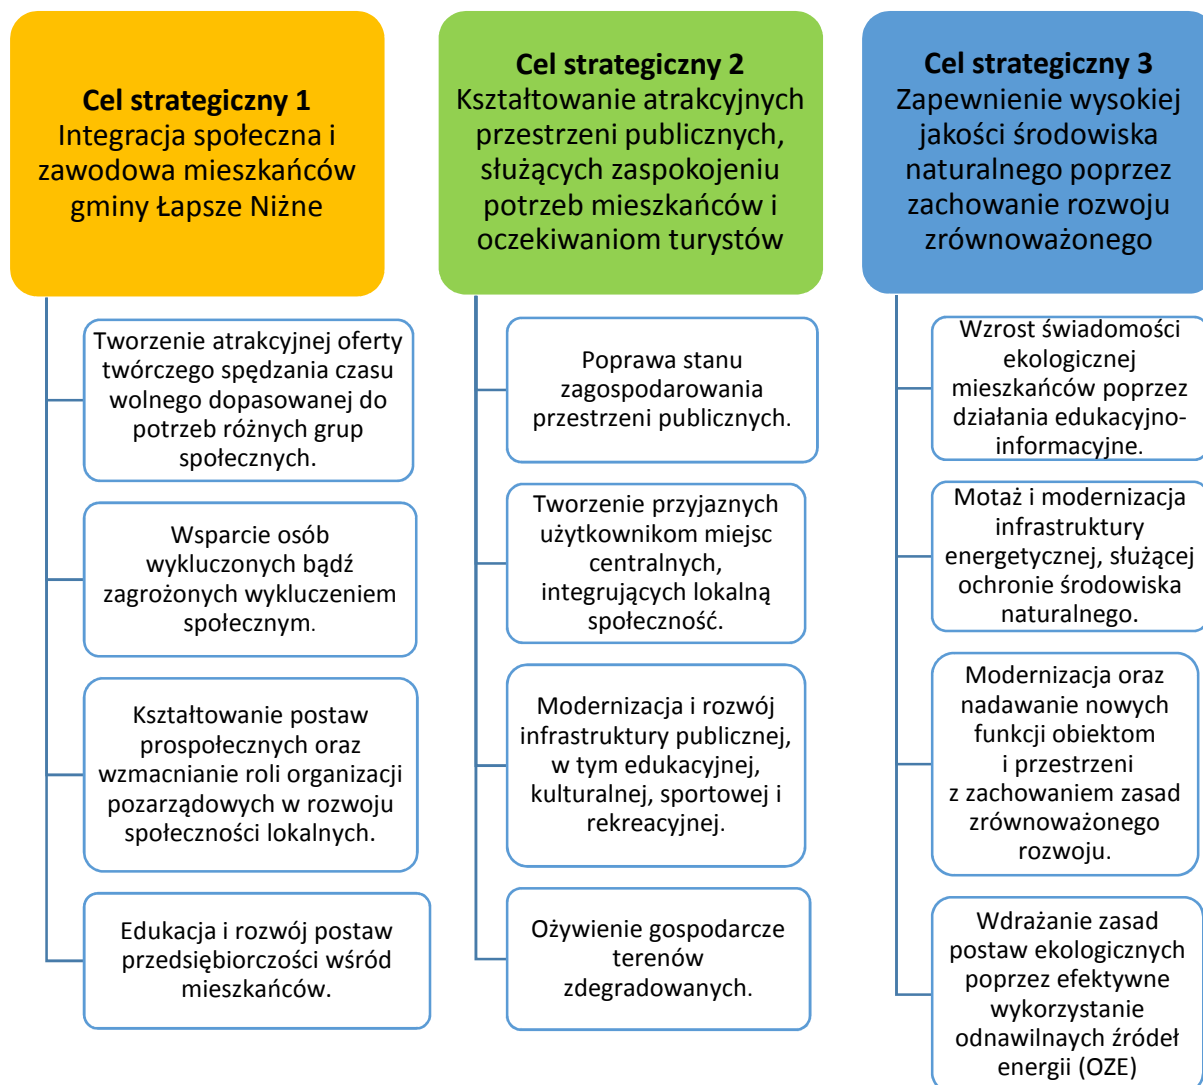 Cel strategiczny 1
Integracja społeczna i
zawodowa mieszkańców
gminy Łapsze Niżne
Tworzenie atrakcyjnej oferty
twórczego spędzania czasu
wolnego dopasowanej do
potrzeb różnych grup
społecznych.
Wsparcie osób
wykluczonych bądź
zagrożonych wykluczeniem
społecznym.
Kształtowanie postaw
prospołecznych oraz
wzmacnianie roli organizacji
pozarządowych w rozwoju
społeczności lokalnych.
Edukacja i rozwój postaw
przedsiębiorczości wśród
mieszkańców.
Cel strategiczny 2
Kształtowanie atrakcyjnych
przestrzeni publicznych,
służących zaspokojeniu
potrzeb mieszkańców i
oczekiwaniom turystów
Poprawa stanu
zagospodarowania
przestrzeni publicznych.
Tworzenie przyjaznych
użytkownikom miejsc
centralnych,
integrujących lokalną
społeczność.
Modernizacja i rozwój
infrastruktury publicznej,
w tym edukacyjnej,
kulturalnej, sportowej i
rekreacyjnej.
Ożywienie gospodarcze
terenów
zdegradowanych.
Cel strategiczny 3
Zapewnienie wysokiej
jakości środowiska
naturalnego poprzez
zachowanie rozwoju
zrównoważonego
Wzrost świadomości
ekologicznej
mieszkańców poprzez
działania edukacyjno-
informacyjne.
Motaż i modernizacja
infrastruktury
energetycznej, służącej
ochronie środowiska
naturalnego.
Modernizacja oraz
nadawanie nowych
funkcji obiektom
i przestrzeni
z zachowaniem zasad
zrównoważonego
rozwoju.
Wdrażanie zasad
postaw ekologicznych
poprzez efektywne
wykorzystanie
odnawilnaych źródeł
energii (OZE)